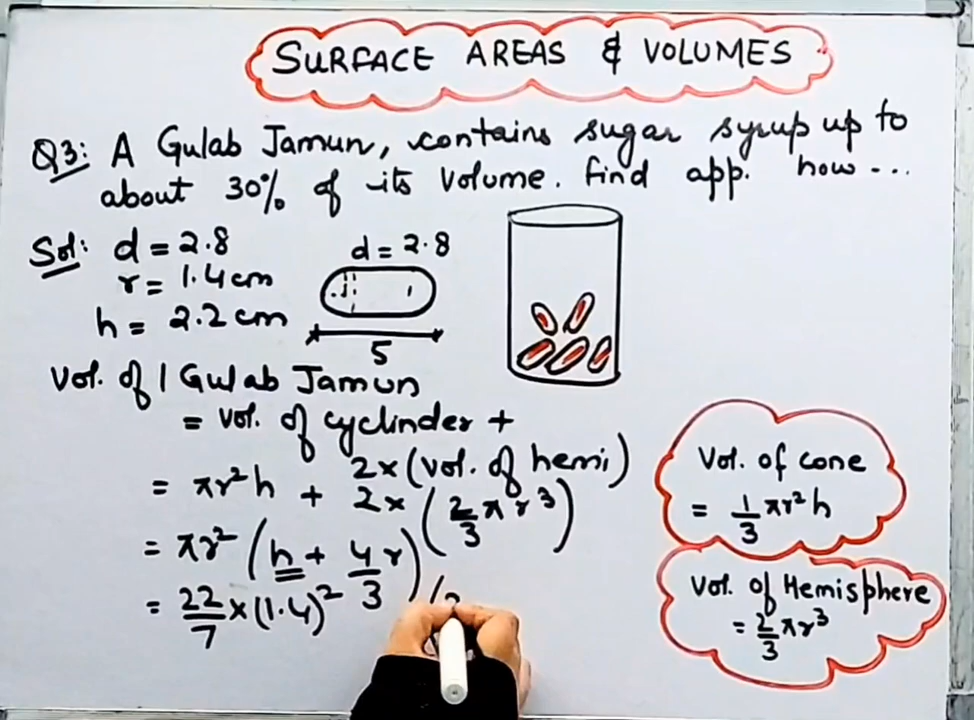 SURFACE AREAS & VOLUMES
Q3: A Gulab Jamun, contains sugar syrup up to
about 30% of its volume. Find app. how...
Sol: d = 2.8
r = 1.4 cm
h = 2.2 cm
d = 2.8
5
Vol. of 1 Gulab Jamun
= vol. of cyclinder +
2x (vol. of hemi)
= πr²h + 2x (2/3 πr³)
= πr² (h + 4/3 r)
= 22/7 x (1.4)² (
Vol. of cone
= 1/3 πr²h
Vol. of Hemisphere
= 2/3 πr³